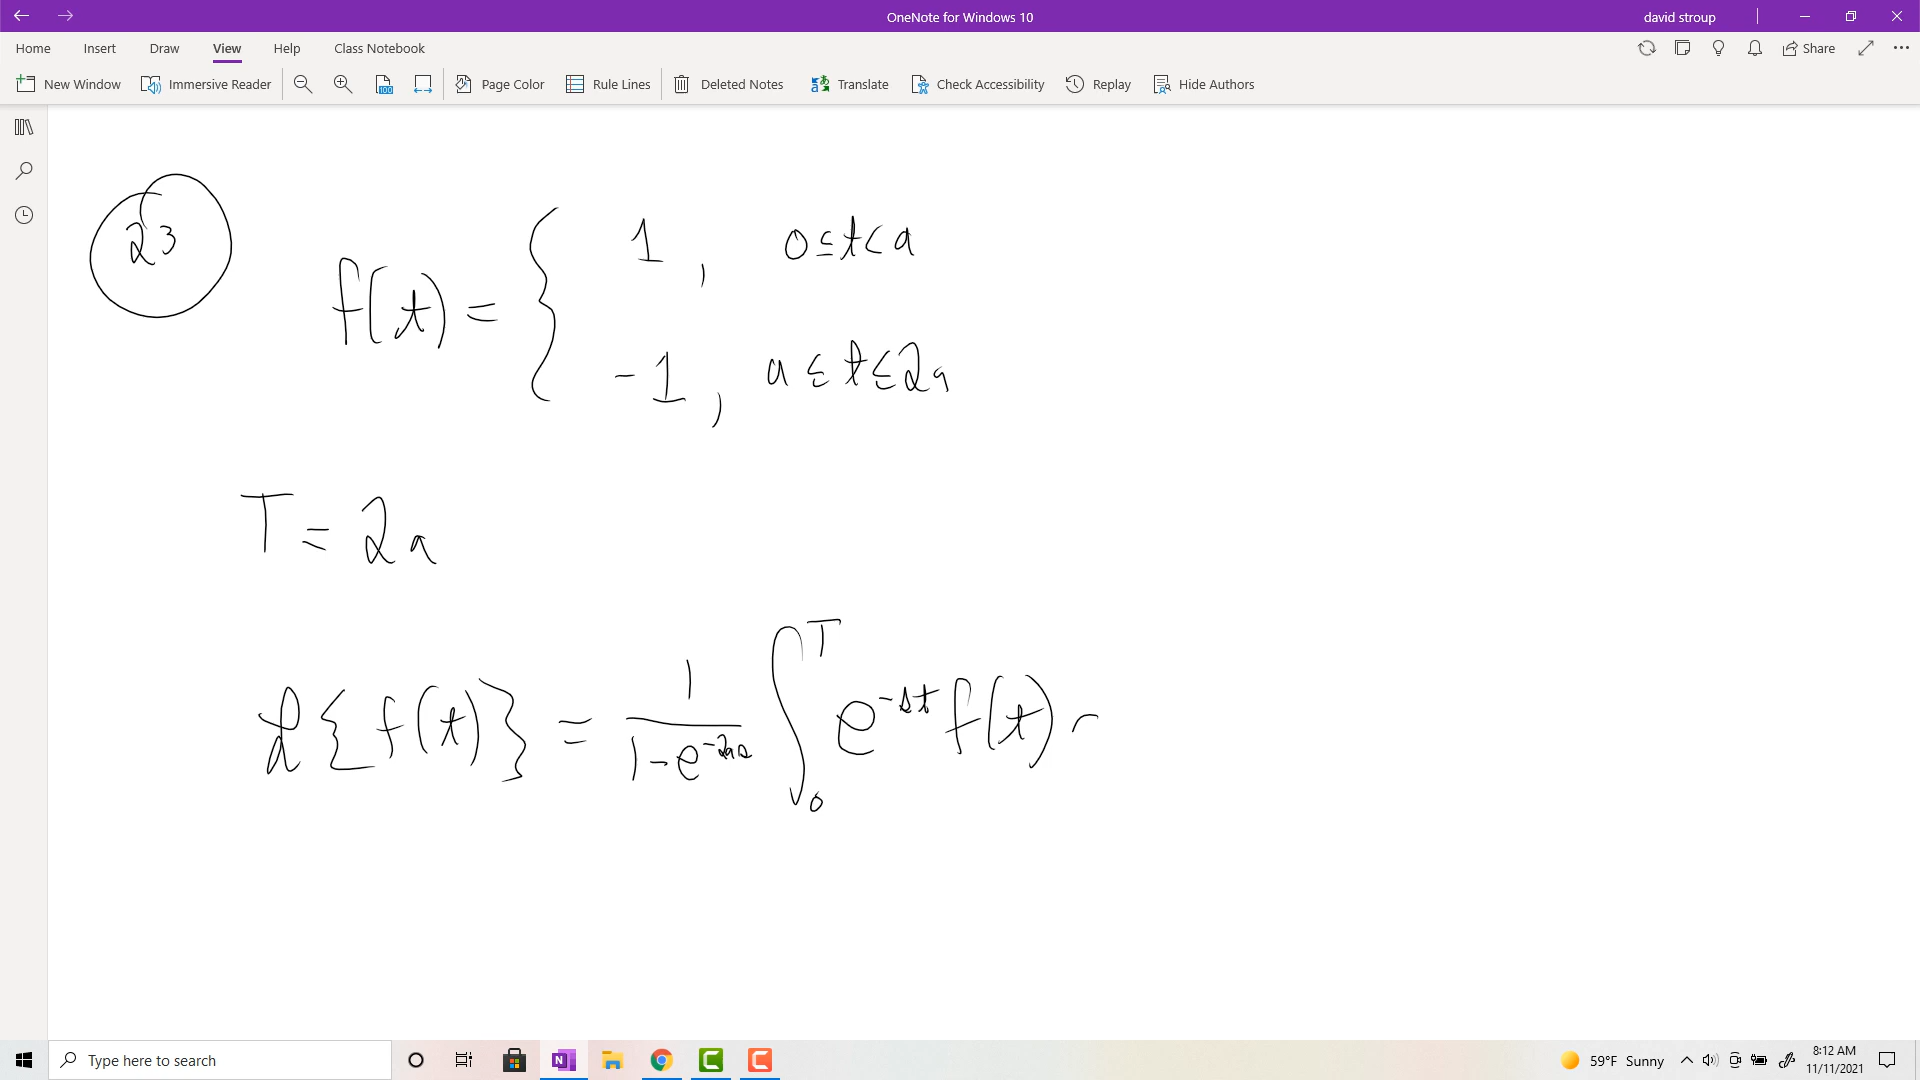 OneNote for Windows 10
david stroup
Home Insert Draw View Help Class Notebook
Share
New Window Immersive Reader Page Color Rule Lines Deleted Notes Translate Check Accessibility Replay Hide Authors
23
f(t) = { 1 , 0 ≤ t < a
-1 , a ≤ t ≤ 2a
T = 2a
ℒ{f(t)} = 1/(1-e^{-2as}) ∫_0^T e^{-st} f(t)
Type here to search
59°F Sunny
8:12 AM
11/11/2021